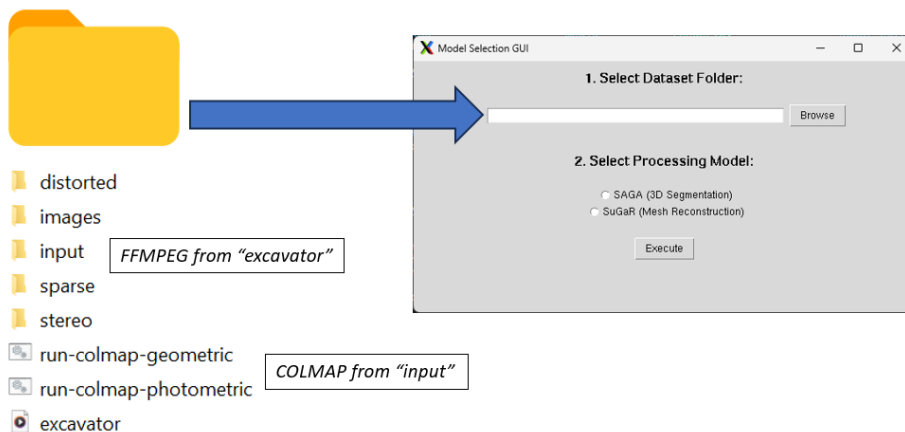 distorted
images
input
FFMPEG from “excavator”
sparse
stereo
run-colmap-geometric
COLMAP from “input”
run-colmap-photometric
excavator
Model Selection GUI
1. Select Dataset Folder:
Browse
2. Select Processing Model:
SAGA (3D Segmentation)
SuGaR (Mesh Reconstruction)
Execute